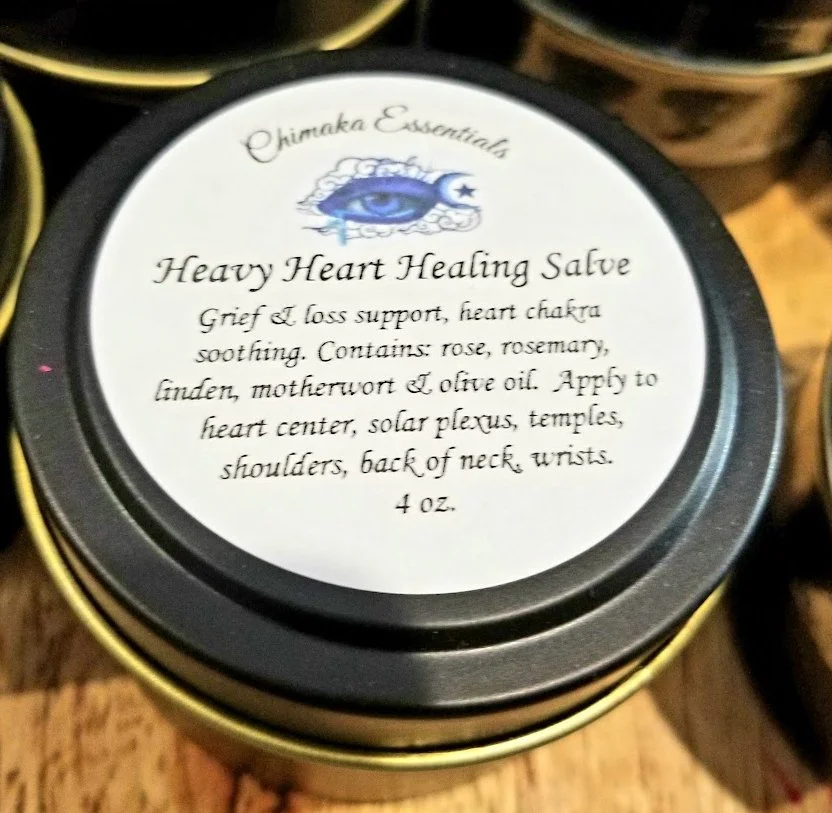 Chimaka Essentials
Heavy Heart Healing Salve
Grief & loss support, heart chakra
soothing. Contains: rose, rosemary,
linden, motherwort & olive oil. Apply to
heart center, solar plexus, temples,
shoulders, back of neck, wrists.
4 oz.